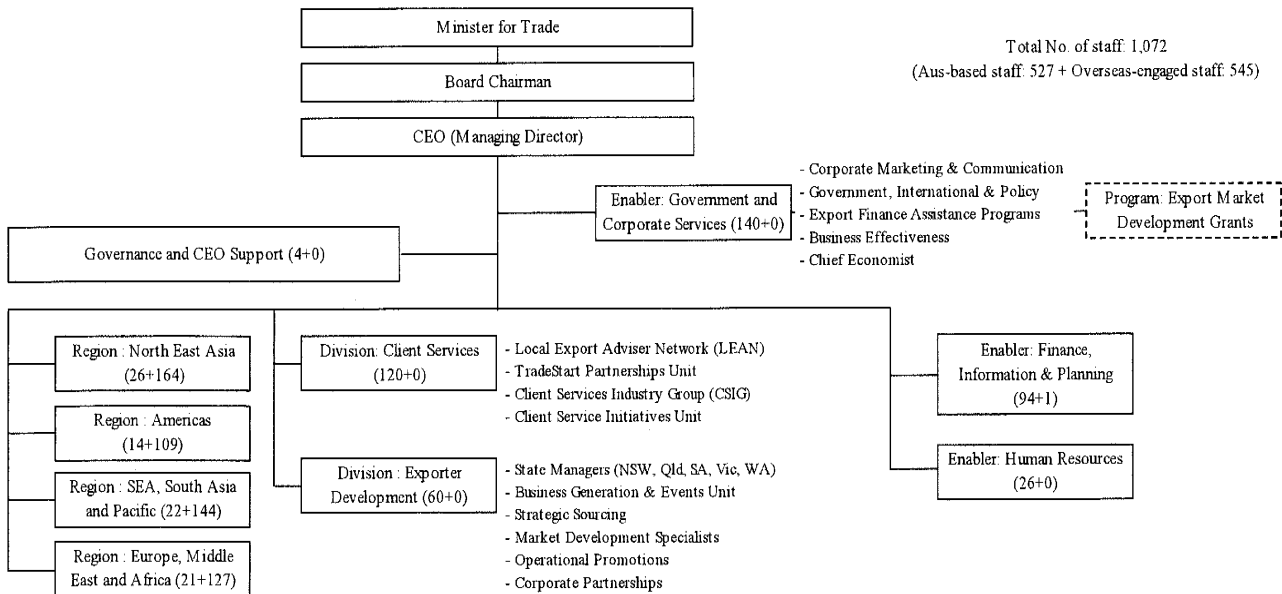 Minister for Trade
Total No. of staff: 1,072
(Aus-based staff: 527 + Overseas-engaged staff: 545)
Board Chairman
CEO (Managing Director)
Enabler: Government and
Corporate Services (140+0)
- Corporate Marketing & Communication
- Government, International & Policy
- Export Finance Assistance Programs
- Business Effectiveness
- Chief Economist
Program: Export Market
Development Grants
Governance and CEO Support (4+0)
Region : North East Asia
(26+164)
Region : Americas
(14+109)
Region : SEA, South Asia
and Pacific (22+144)
Region : Europe, Middle
East and Africa (21+127)
Division: Client Services
(120+0)
- Local Export Adviser Network (LEAN)
- TradeStart Partnerships Unit
- Client Services Industry Group (CSIG)
- Client Service Initiatives Unit
Division : Exporter
Development (60+0)
- State Managers (NSW, Qld, SA, Vic, WA)
- Business Generation & Events Unit
- Strategic Sourcing
- Market Development Specialists
- Operational Promotions
- Corporate Partnerships
Enabler: Finance,
Information & Planning
(94+1)
Enabler: Human Resources
(26+0)